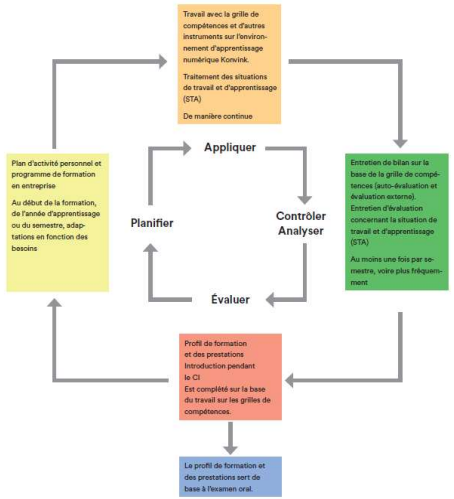 Travail avec la grille de
compétences et d'autres
instruments sur l'environ-
nement d'apprentissage
numérique Konvink.
Traitement des situations
de travail et d'apprentissage
(STA)
De manière continue
Plan d'activité personnel et
programme de formation
en entreprise
Au début de la formation,
de l'année d'apprentissage
ou du semestre, adap-
tations en fonction des
besoins
Appliquer
Planifier
Contrôler
Analyser
Évaluer
Entretien de bilan sur la
base de la grille de compé-
tences (auto-évaluation et
évaluation externe).
Entretien d'évaluation
concernant la situation de
travail et d'apprentissage
(STA)
Au moins une fois par se-
mestre, voire plus fréquem-
ment
Profil de formation
et des prestations
Introduction pendant
le CI
Est complété sur la base
du travail sur les grilles de
compétences.
Le profil de formation et
des prestations sert de
base à l'examen oral.